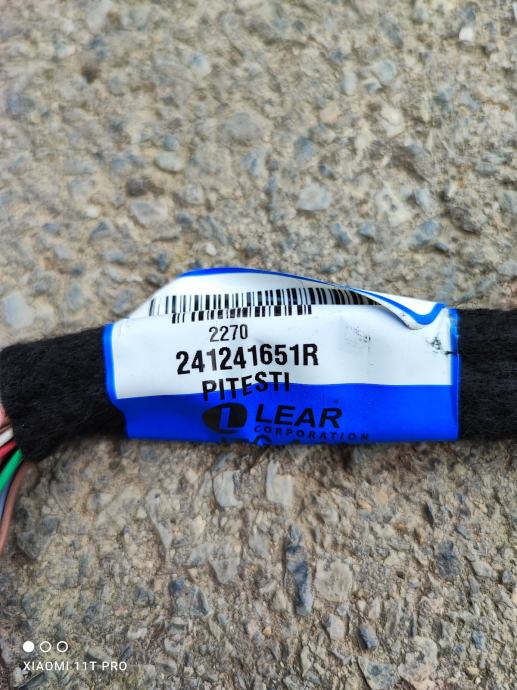 2270
241241651R
PITESTI
LEAR
CORPORATION
XIAOMI 11T PRO